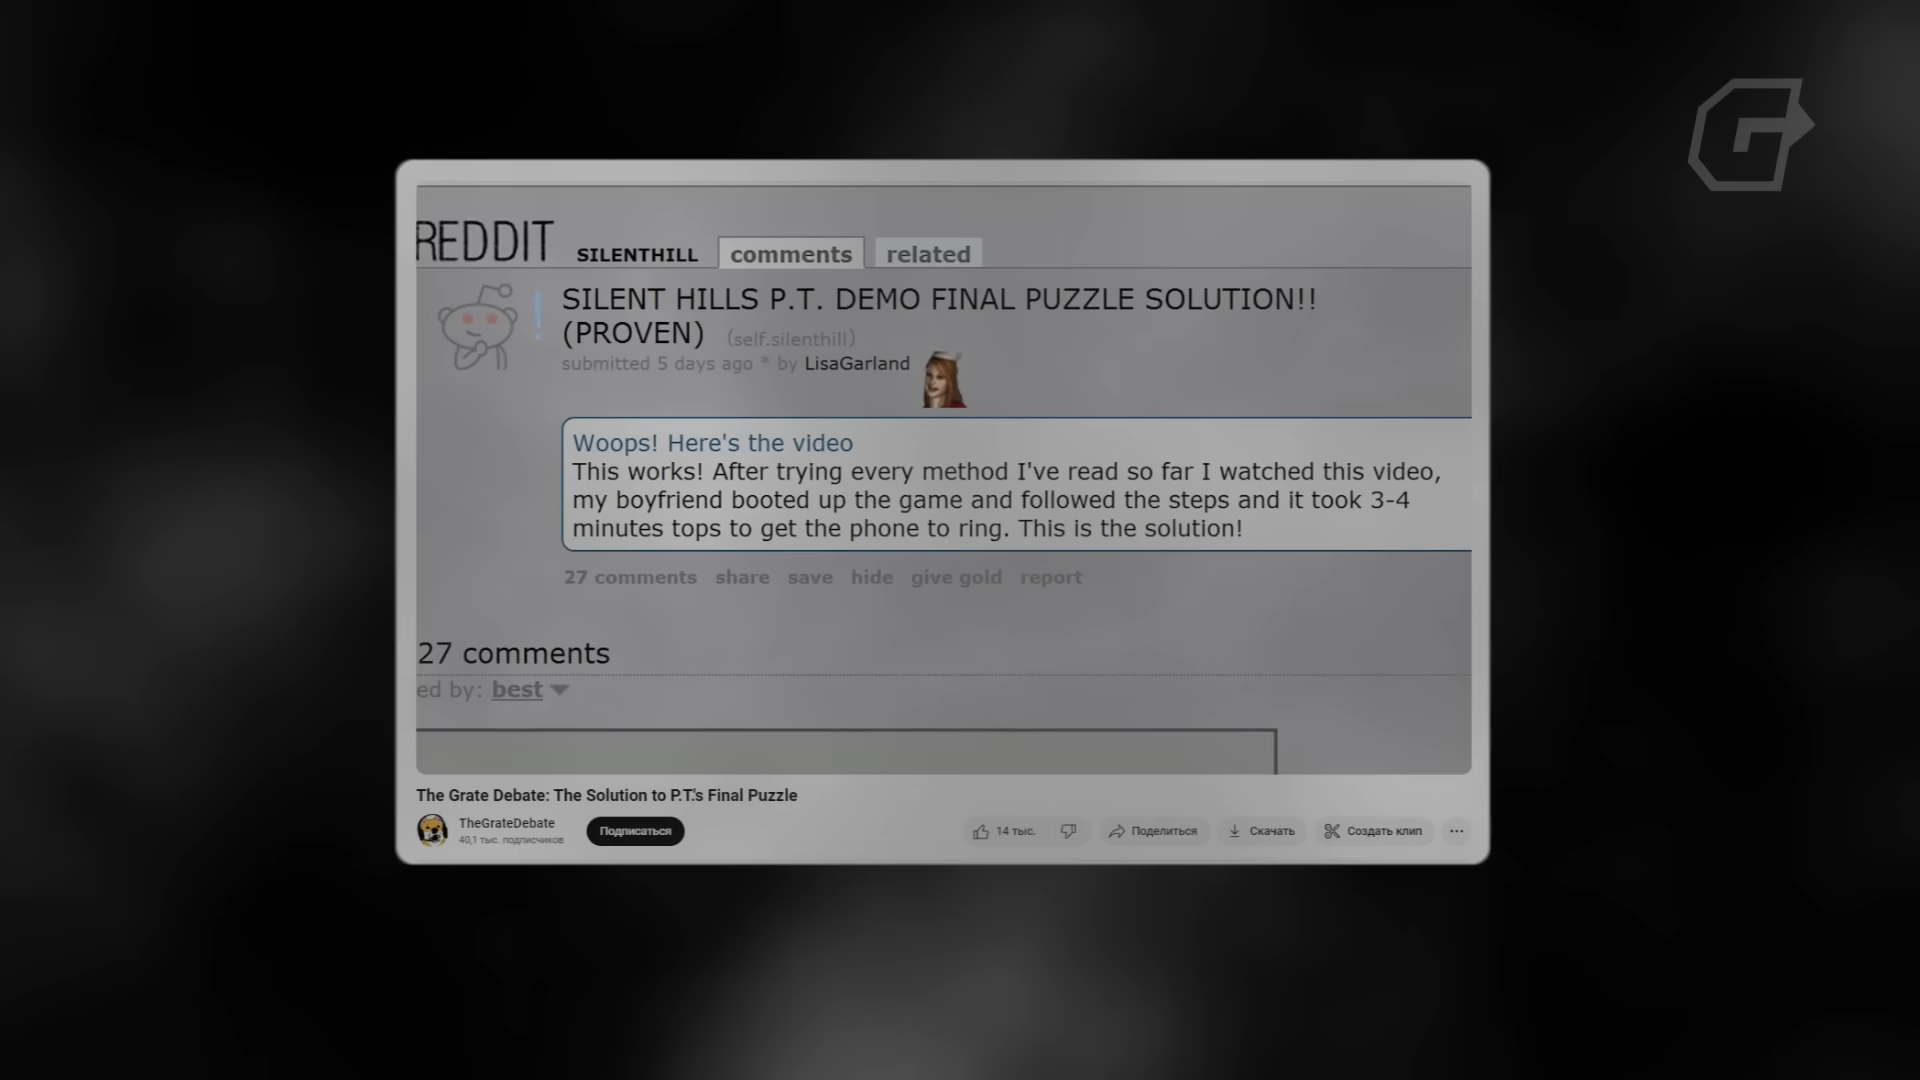 REDDIT SILENTHILL comments related
SILENT HILLS P.T. DEMO FINAL PUZZLE SOLUTION!!
(PROVEN) (self.silenthill)
submitted 5 days ago * by LisaGarland
Woops! Here's the video
This works! After trying every method I've read so far I watched this video,
my boyfriend booted up the game and followed the steps and it took 3-4
minutes tops to get the phone to ring. This is the solution!
27 comments share save hide give gold report
27 comments
ed by: best
The Grate Debate: The Solution to P.T.'s Final Puzzle
TheGrateDebate
40,1 тыс. подписчиков
Подписаться
14 тыс. Поделиться Скачать Создать клип